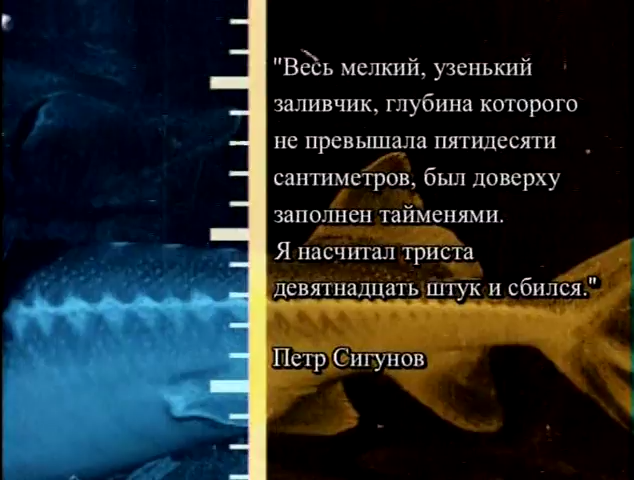 "Весь мелкий, узенький
заливчик, глубина которого
не превышала пятидесяти
сантиметров, был доверху
заполнен тайменями.
Я насчитал триста
девятнадцать штук и сбился."
Петр Сигунов